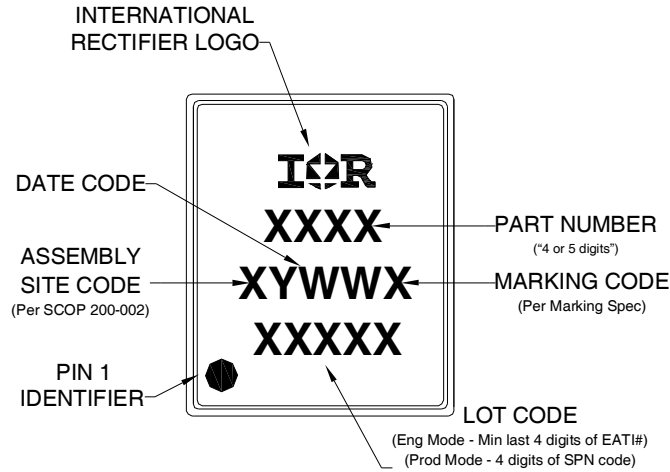 INTERNATIONAL
RECTIFIER LOGO
IOR
DATE CODE
XXXX
PART NUMBER
("4 or 5 digits")
ASSEMBLY
SITE CODE
(Per SCOP 200-002)
XYWWX
MARKING CODE
(Per Marking Spec)
XXXXX
PIN 1
IDENTIFIER
LOT CODE
(Eng Mode - Min last 4 digits of EATI#)
(Prod Mode - 4 digits of SPN code)